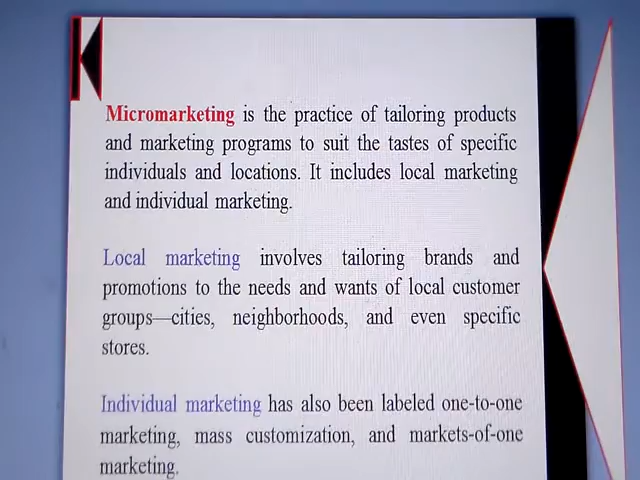 Micromarketing is the practice of tailoring products
and marketing programs to suit the tastes of specific
individuals and locations. It includes local marketing
and individual marketing.
Local marketing involves tailoring brands and
promotions to the needs and wants of local customer
groups—cities, neighborhoods, and even specific
stores.
Individual marketing has also been labeled one-to-one
marketing, mass customization, and markets-of-one
marketing.